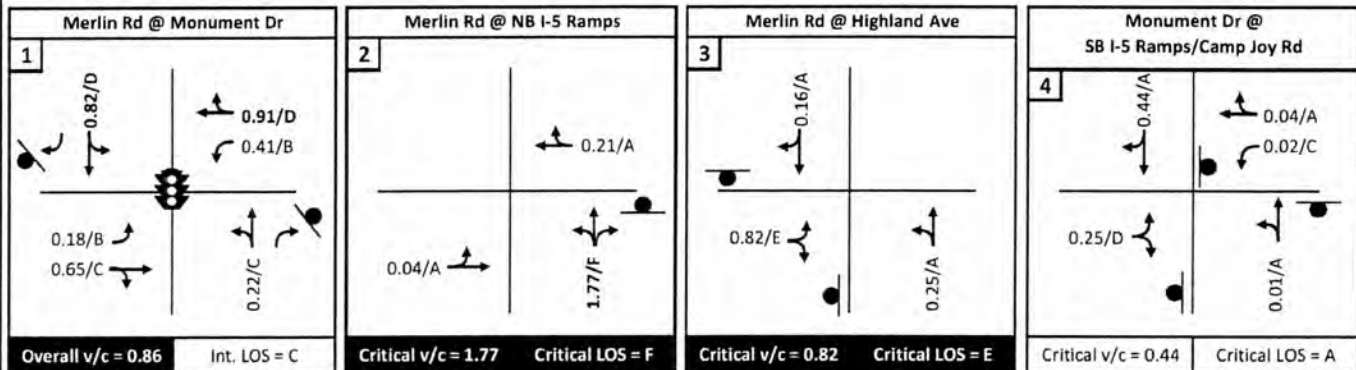 Merlin Rd @ Monument Dr
1
0.82/D
0.91/D
0.41/B
0.18/B
0.65/C
0.22/C
Overall v/c = 0.86
Int. LOS = C
Merlin Rd @ NB I-5 Ramps
2
0.21/A
0.04/A
1.77/F
Critical v/c = 1.77
Critical LOS = F
Merlin Rd @ Highland Ave
3
0.16/A
0.82/E
0.25/A
Critical v/c = 0.82
Critical LOS = E
Monument Dr @
SB I-5 Ramps/Camp Joy Rd
4
0.44/A
0.04/A
0.02/C
0.25/D
0.01/A
Critical v/c = 0.44
Critical LOS = A